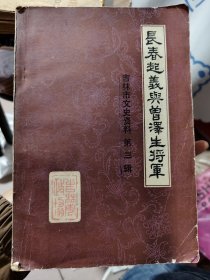 長春起義與曾澤生將軍
吉林市文史資料 第三輯